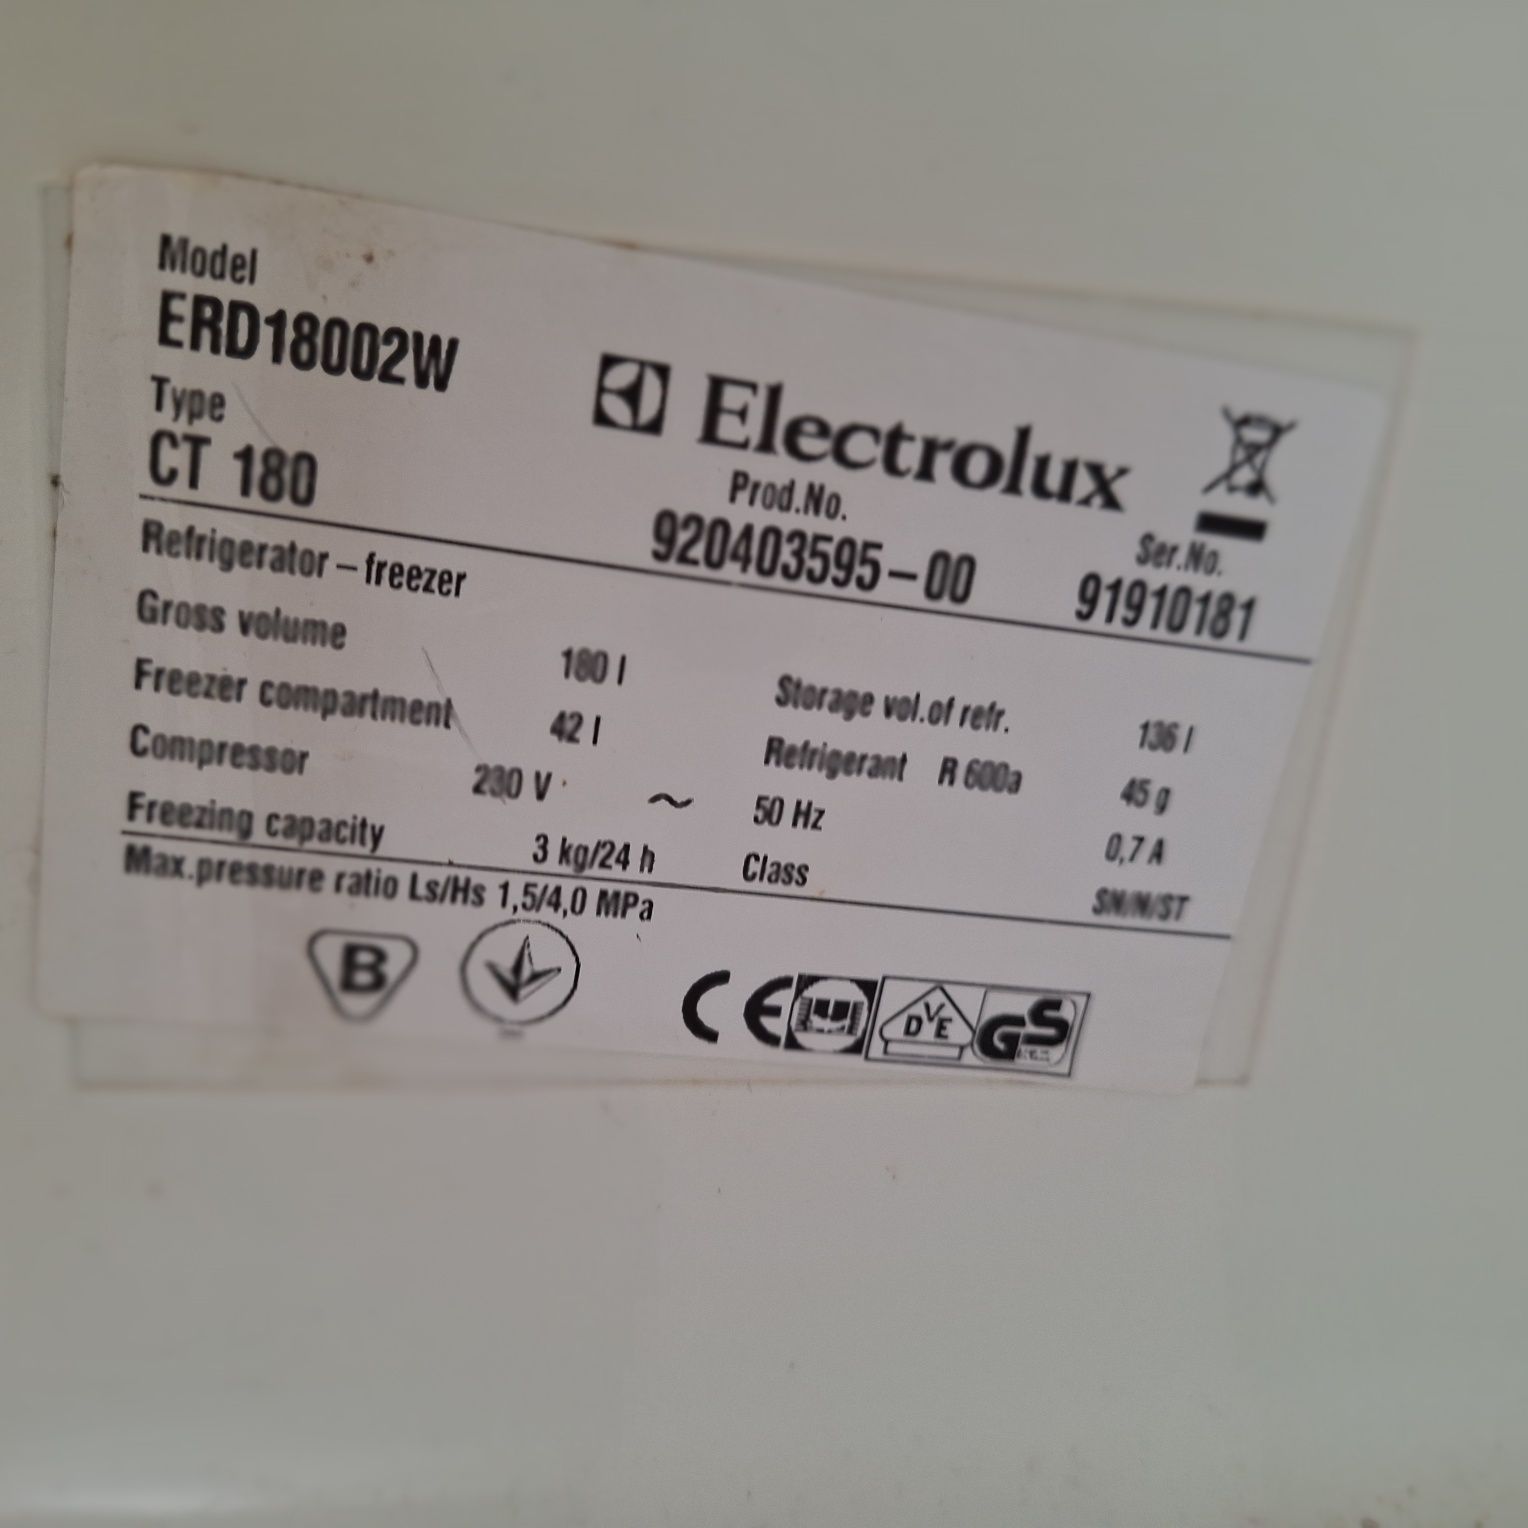 Model
ERD18002W
Type
CT 180
Electrolux
Prod.No.
920403595-00
Ser.No.
91910181
Refrigerator – freezer
Gross volume 180 l
Storage vol.of refr. 136 l
Freezer compartment 42 l
Refrigerant R 600a 45 g
Compressor 230 V ~ 50 Hz 0,7 A
Freezing capacity 3 kg/24 h Class SN/N/ST
Max.pressure ratio Ls/Hs 1,5/4,0 MPa
B
CE
DVE
GS